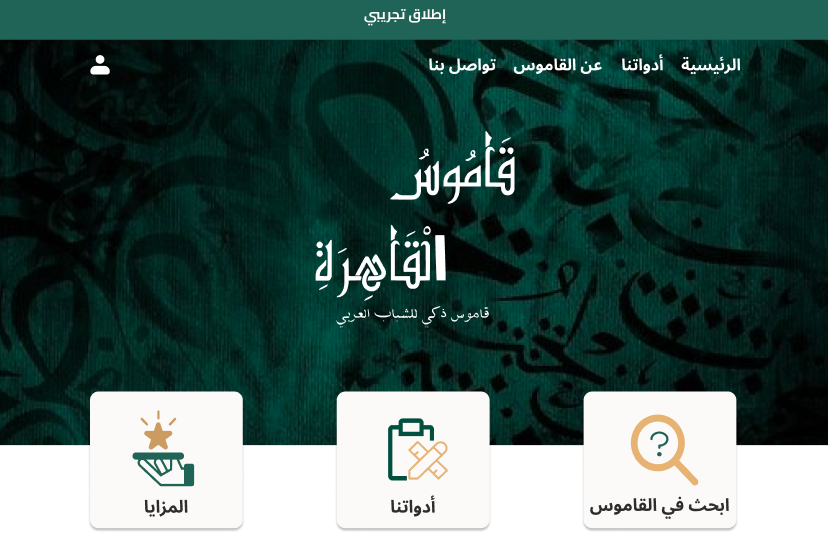 إطلاق تجريبي
الرئيسية أدواتنا عن القاموس تواصل بنا
قَامُوسُ
الْقَاهِرَةِ
قاموس ذكي للشباب العربي
ابحث في القاموس
أدواتنا
المزايا